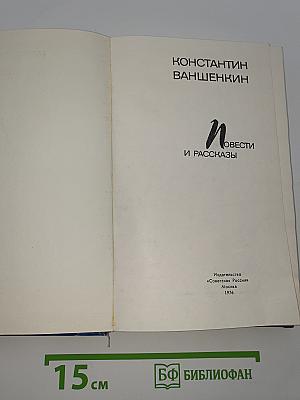 КОНСТАНТИН
ВАНШЕНКИН
ПОВЕСТИ
И РАССКАЗЫ
Издательство
«Советская Россия»
Москва
1976
15 см
БФ БИБЛИОФАН